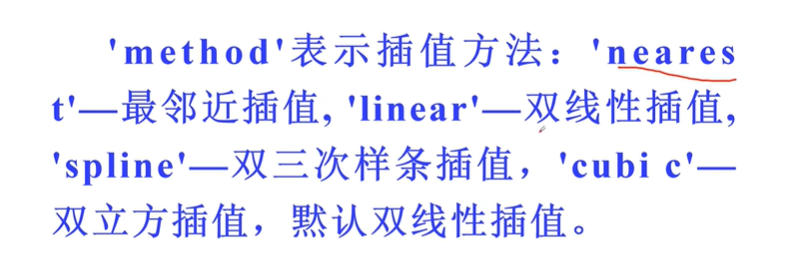 'method'表示插值方法：'neares
t'—最邻近插值, 'linear'—双线性插值,
'spline'—双三次样条插值，'cubi c'—
双立方插值，默认双线性插值。